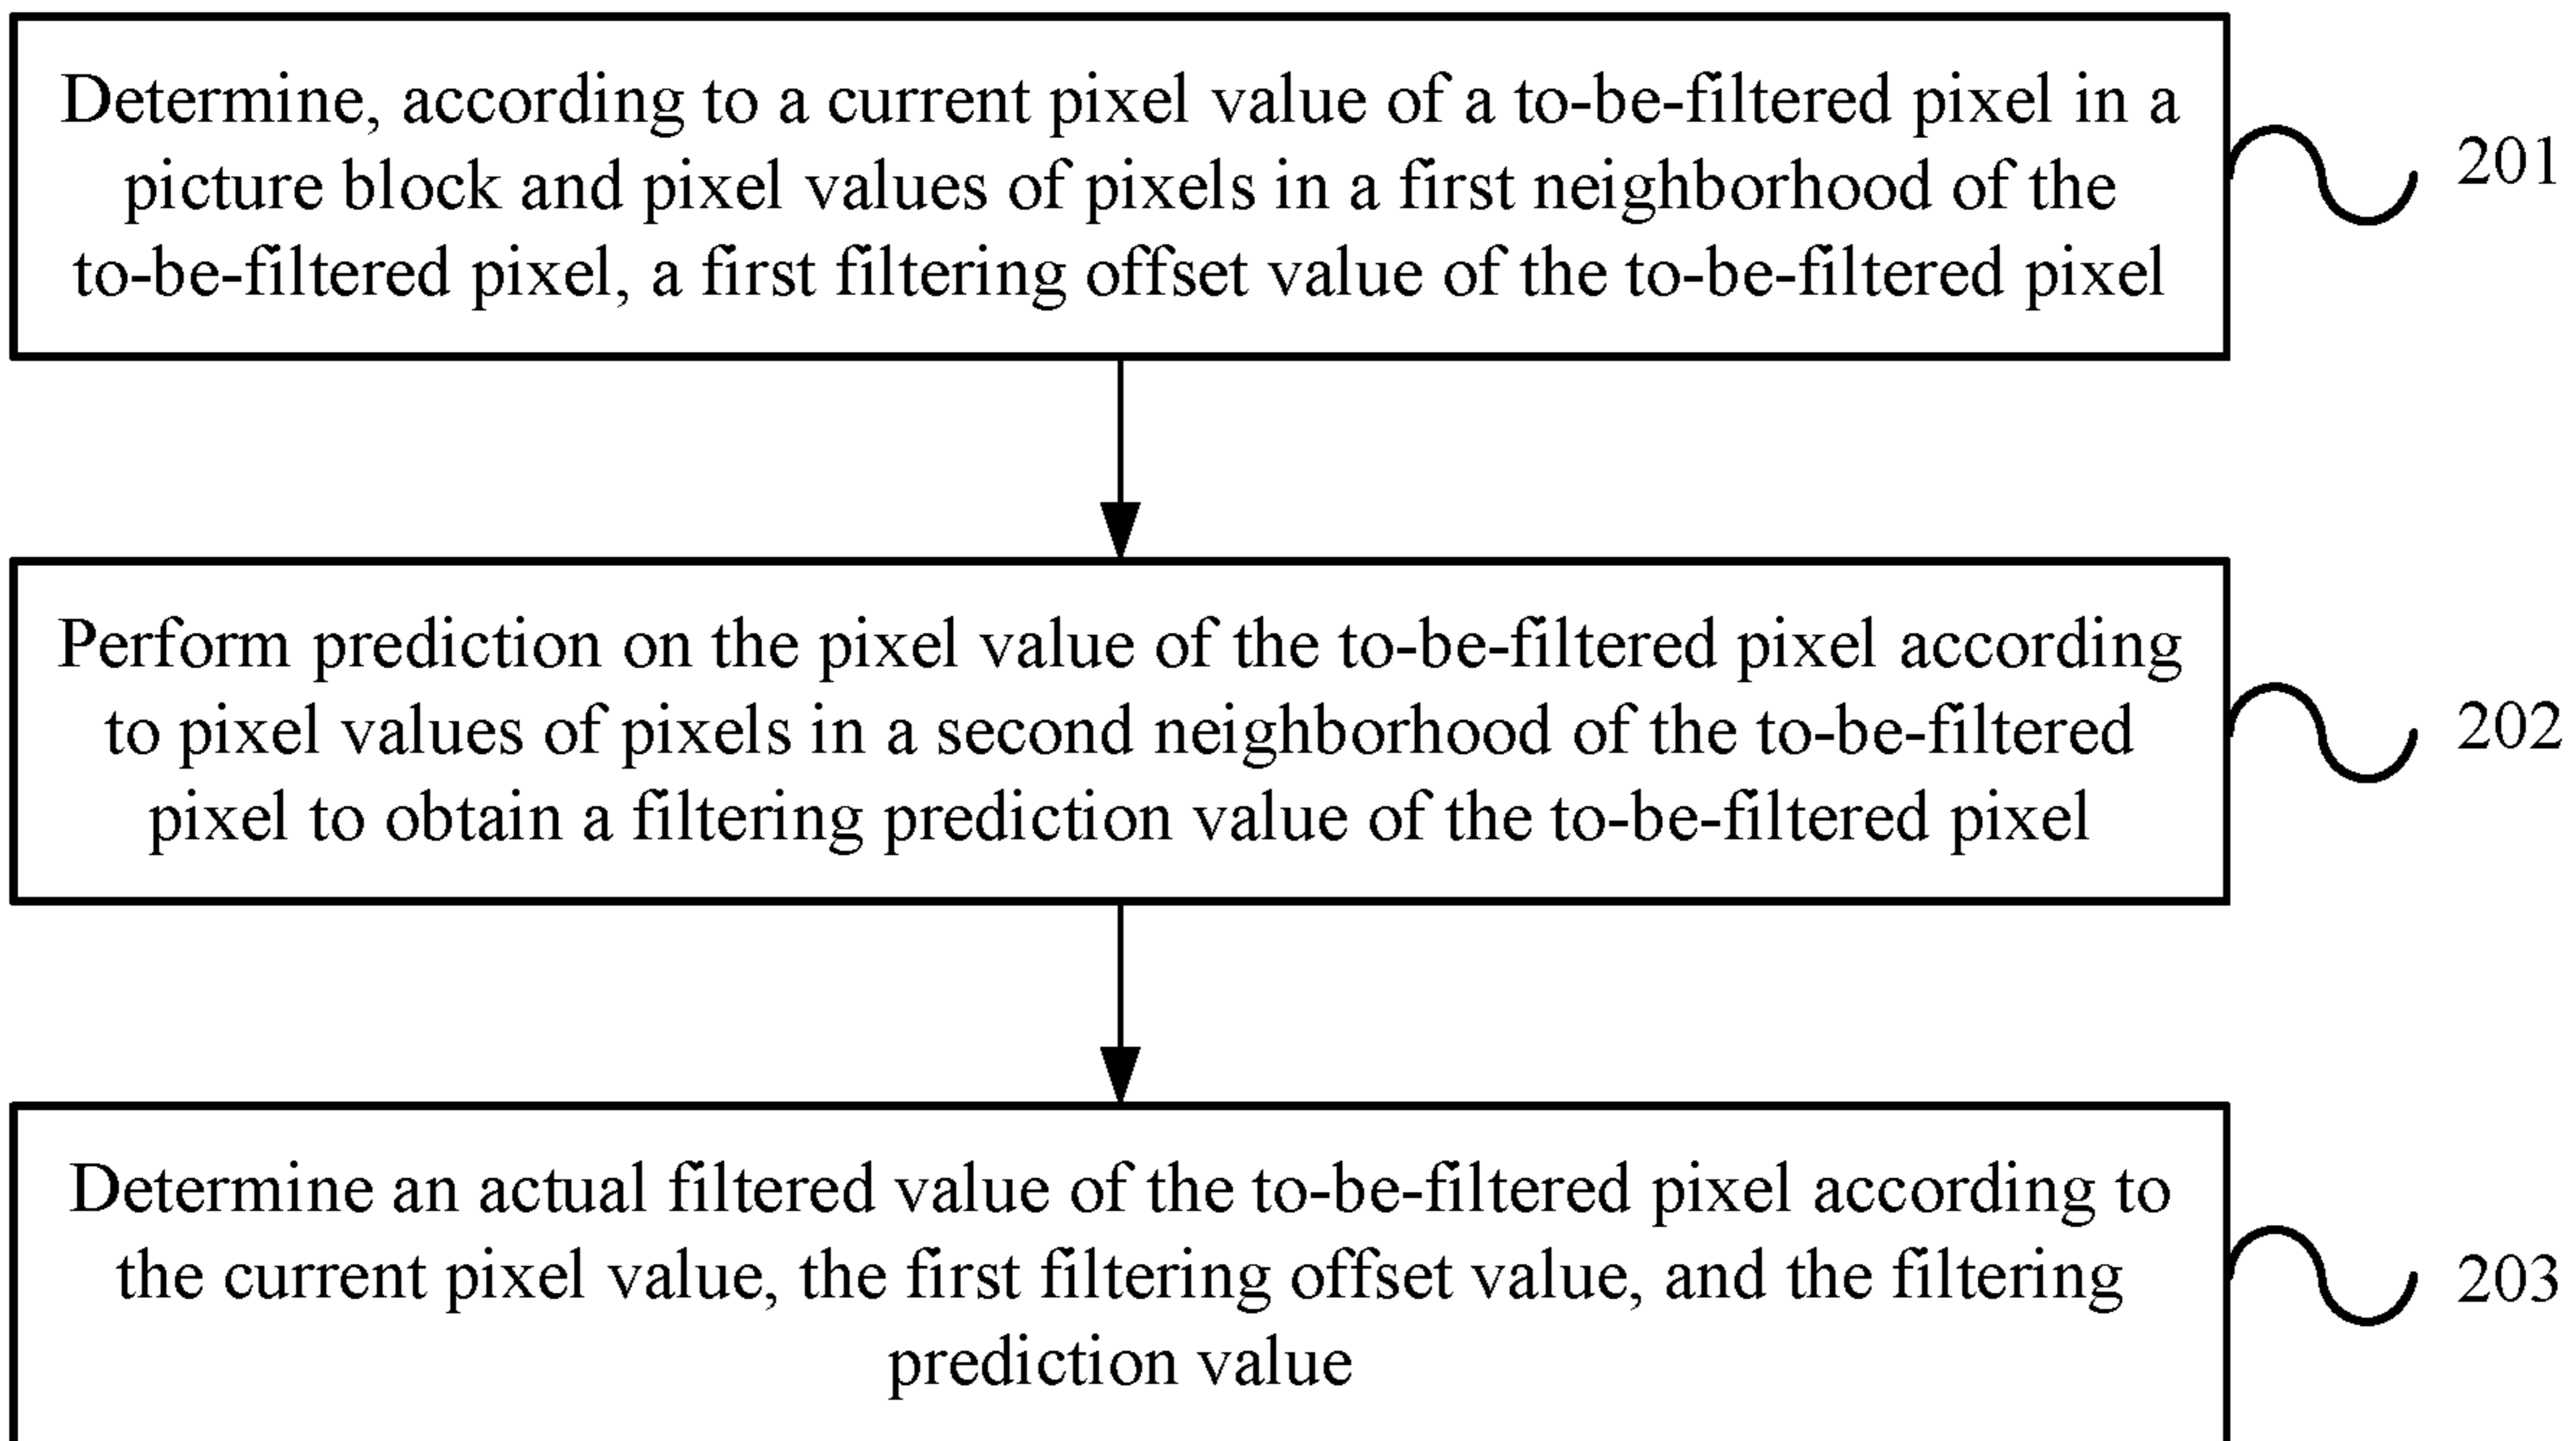 Determine, according to a current pixel value of a to-be-filtered pixel in a
picture block and pixel values of pixels in a first neighborhood of the
to-be-filtered pixel, a first filtering offset value of the to-be-filtered pixel
201
Perform prediction on the pixel value of the to-be-filtered pixel according
to pixel values of pixels in a second neighborhood of the to-be-filtered
pixel to obtain a filtering prediction value of the to-be-filtered pixel
202
Determine an actual filtered value of the to-be-filtered pixel according to
the current pixel value, the first filtering offset value, and the filtering
prediction value
203